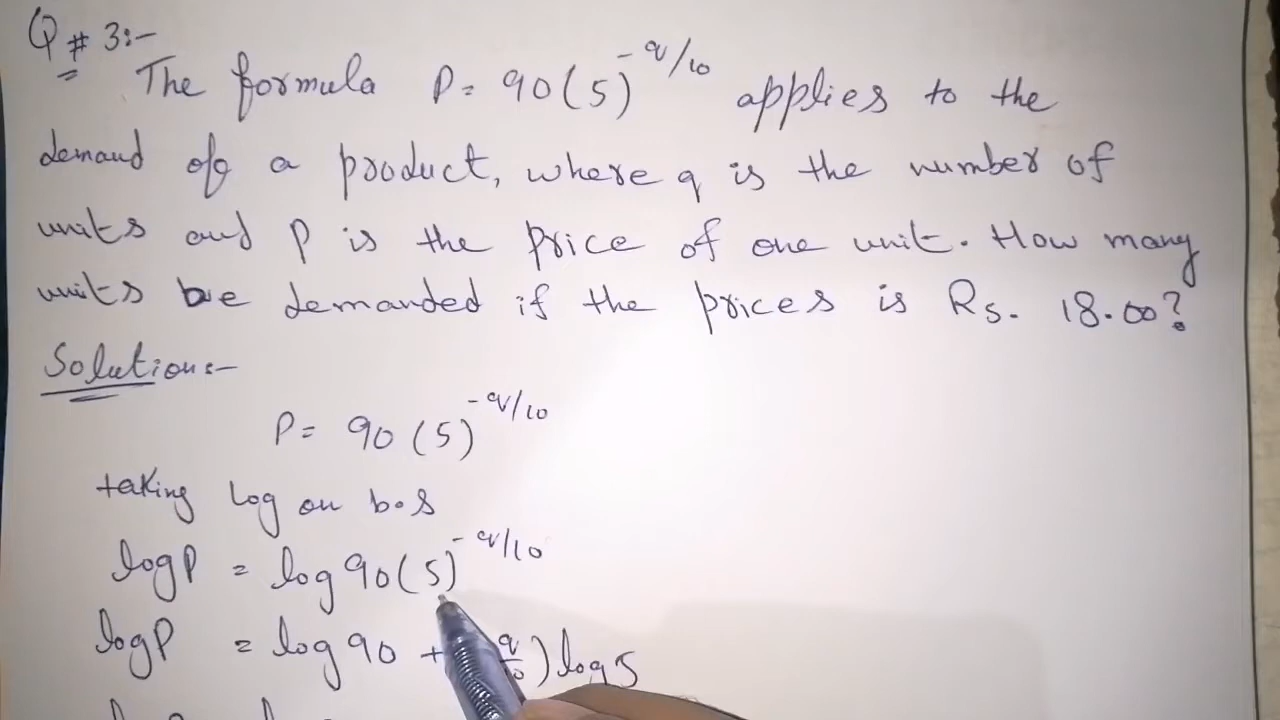 Q # 3:-
The formula P = 90(5)^-q/10 applies to the
demand of a product, where q is the number of
units and P is the price of one unit. How many
units be demanded if the prices is Rs. 18.00?
Solution:-
P = 90(5)^-q/10
taking log on b.s
log P = log 90(5)^-q/10
log P = log 90 + q ) log 5